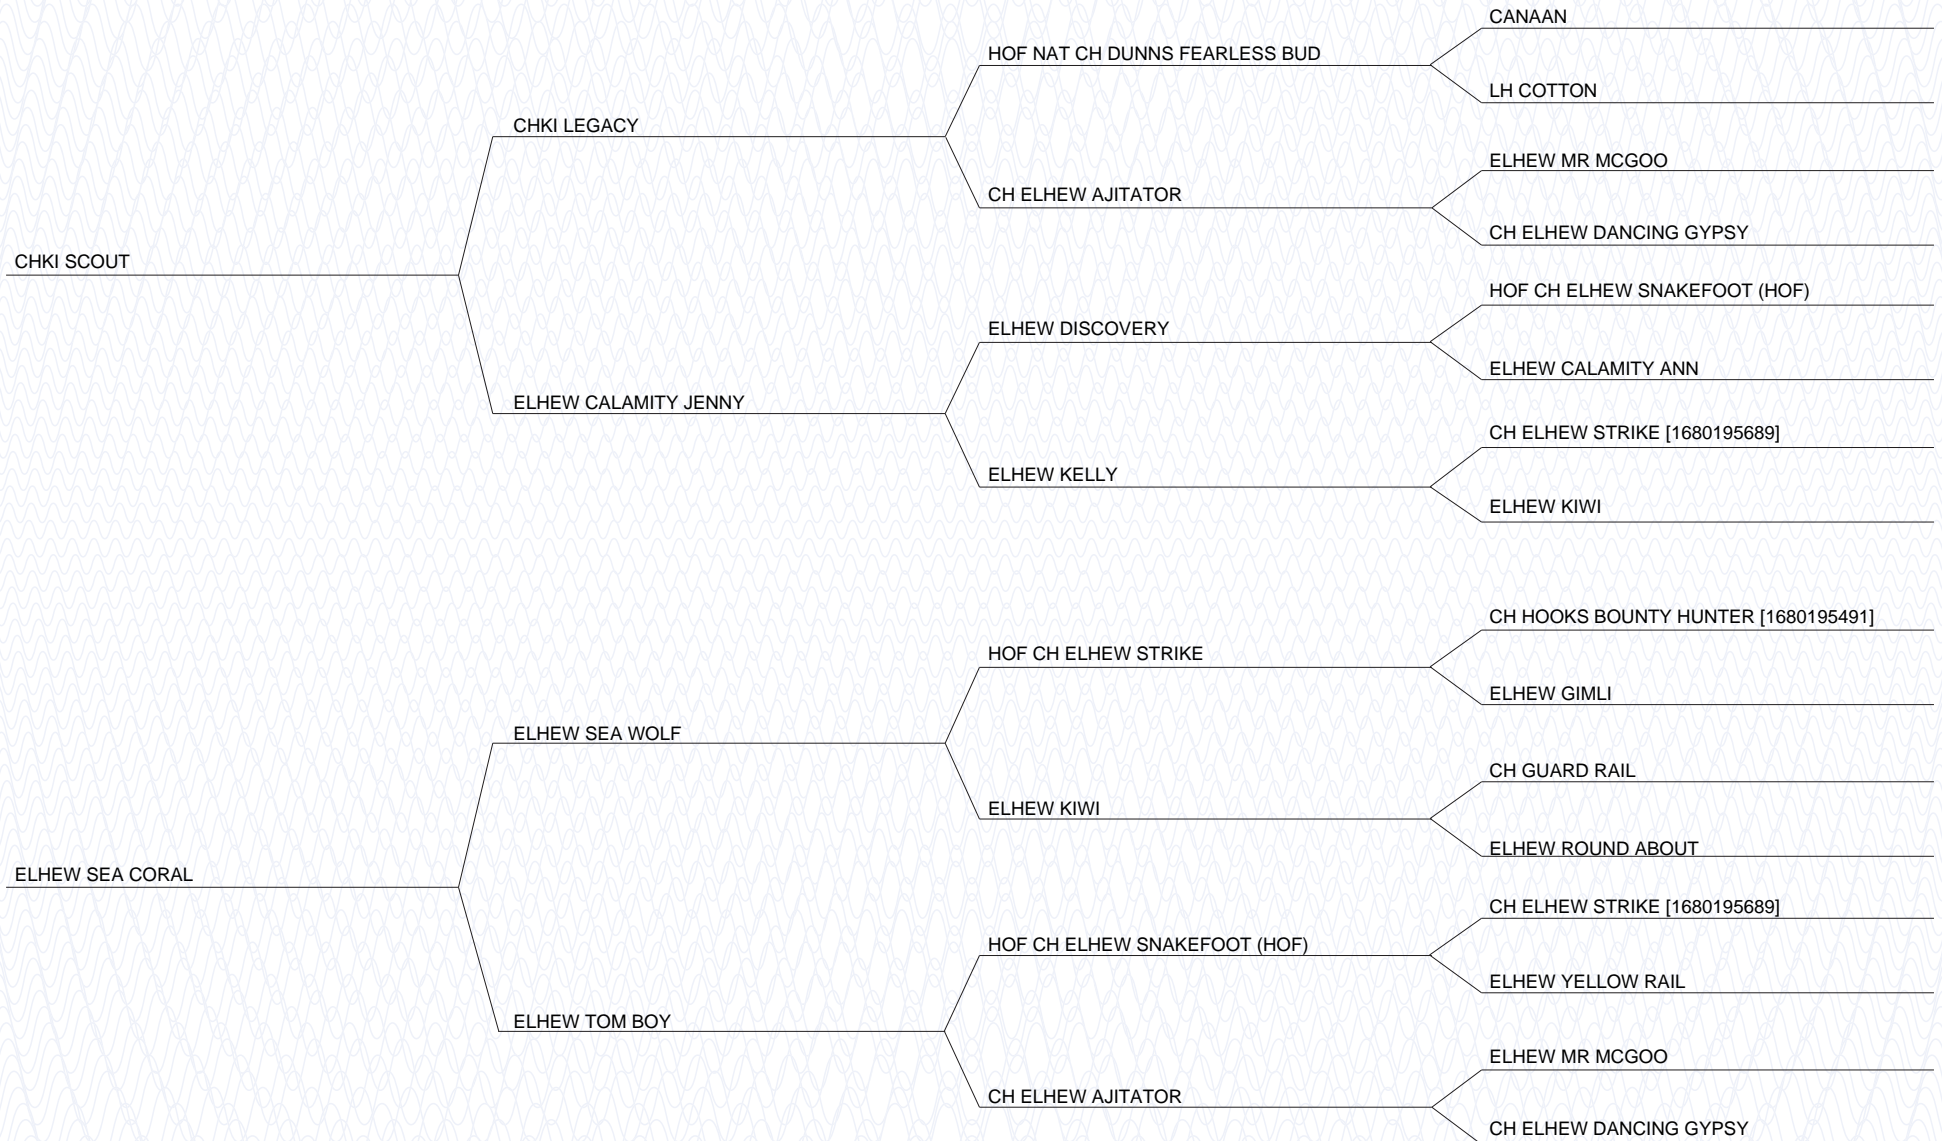 CANAAN
HOF NAT CH DUNNS FEARLESS BUD
LH COTTON
CHKI LEGACY
ELHEW MR MCGOO
CH ELHEW AJITATOR
CH ELHEW DANCING GYPSY
CHKI SCOUT
HOF CH ELHEW SNAKEFOOT (HOF)
ELHEW DISCOVERY
ELHEW CALAMITY ANN
ELHEW CALAMITY JENNY
CH ELHEW STRIKE [1680195689]
ELHEW KELLY
ELHEW KIWI
CH HOOKS BOUNTY HUNTER [1680195491]
HOF CH ELHEW STRIKE
ELHEW GIMLI
ELHEW SEA WOLF
CH GUARD RAIL
ELHEW KIWI
ELHEW ROUND ABOUT
ELHEW SEA CORAL
CH ELHEW STRIKE [1680195689]
HOF CH ELHEW SNAKEFOOT (HOF)
ELHEW YELLOW RAIL
ELHEW TOM BOY
ELHEW MR MCGOO
CH ELHEW AJITATOR
CH ELHEW DANCING GYPSY